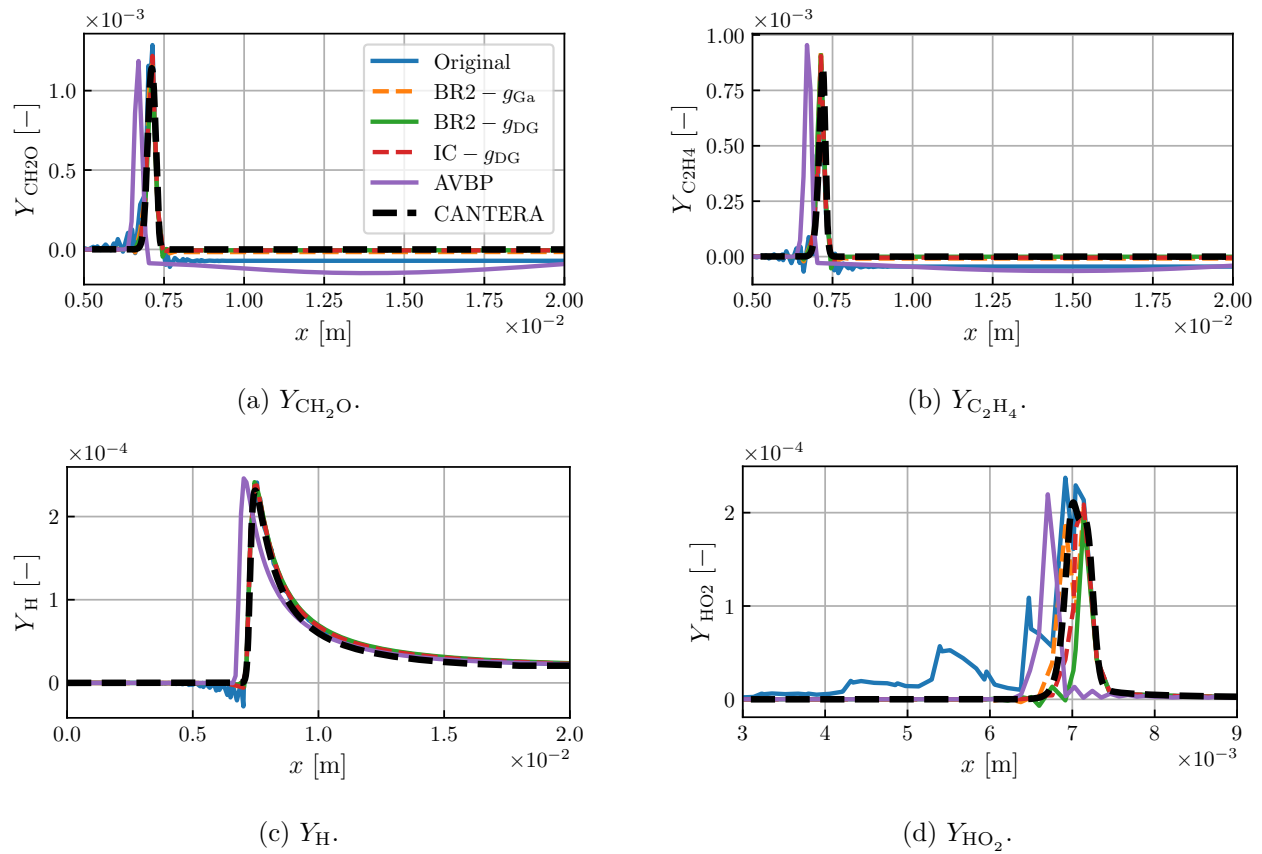 ×10⁻³
Y_CH2O [−]
1.0
0.5
0.0
0.50 0.75 1.00 1.25 1.50 1.75 2.00
×10⁻²
x [m]
Original
BR2 − g_Ga
BR2 − g_DG
IC − g_DG
AVBP
CANTERA
(a) Y_CH₂O.
×10⁻³
Y_C2H4 [−]
1.00
0.75
0.50
0.25
0.00
0.50 0.75 1.00 1.25 1.50 1.75 2.00
×10⁻²
x [m]
(b) Y_C₂H₄.
×10⁻⁴
Y_H [−]
2
1
0
0.0 0.5 1.0 1.5 2.0
×10⁻²
x [m]
(c) Y_H.
×10⁻⁴
Y_HO2 [−]
2
1
0
3 4 5 6 7 8 9
×10⁻³
x [m]
(d) Y_HO₂.